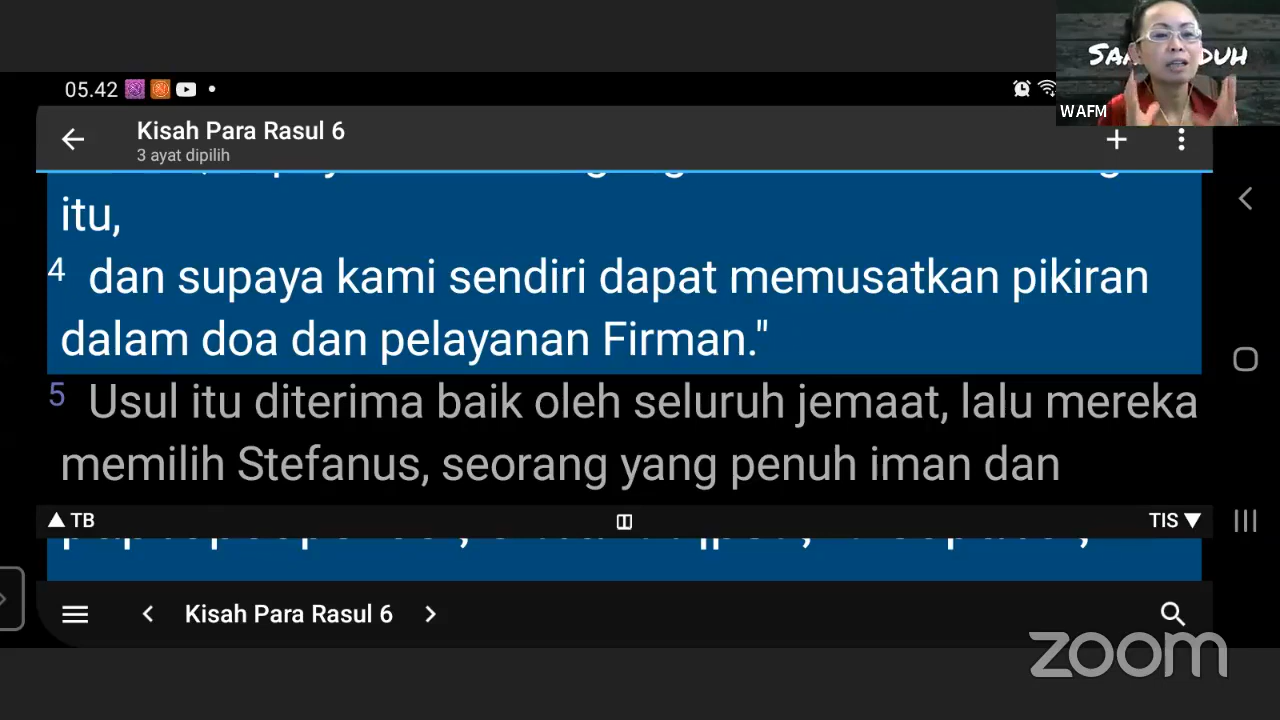 05.42
WAFM
Kisah Para Rasul 6
3 ayat dipilih
itu,
4 dan supaya kami sendiri dapat memusatkan pikiran
dalam doa dan pelayanan Firman."
5 Usul itu diterima baik oleh seluruh jemaat, lalu mereka
memilih Stefanus, seorang yang penuh iman dan
TB
TIS
Kisah Para Rasul 6
zoom